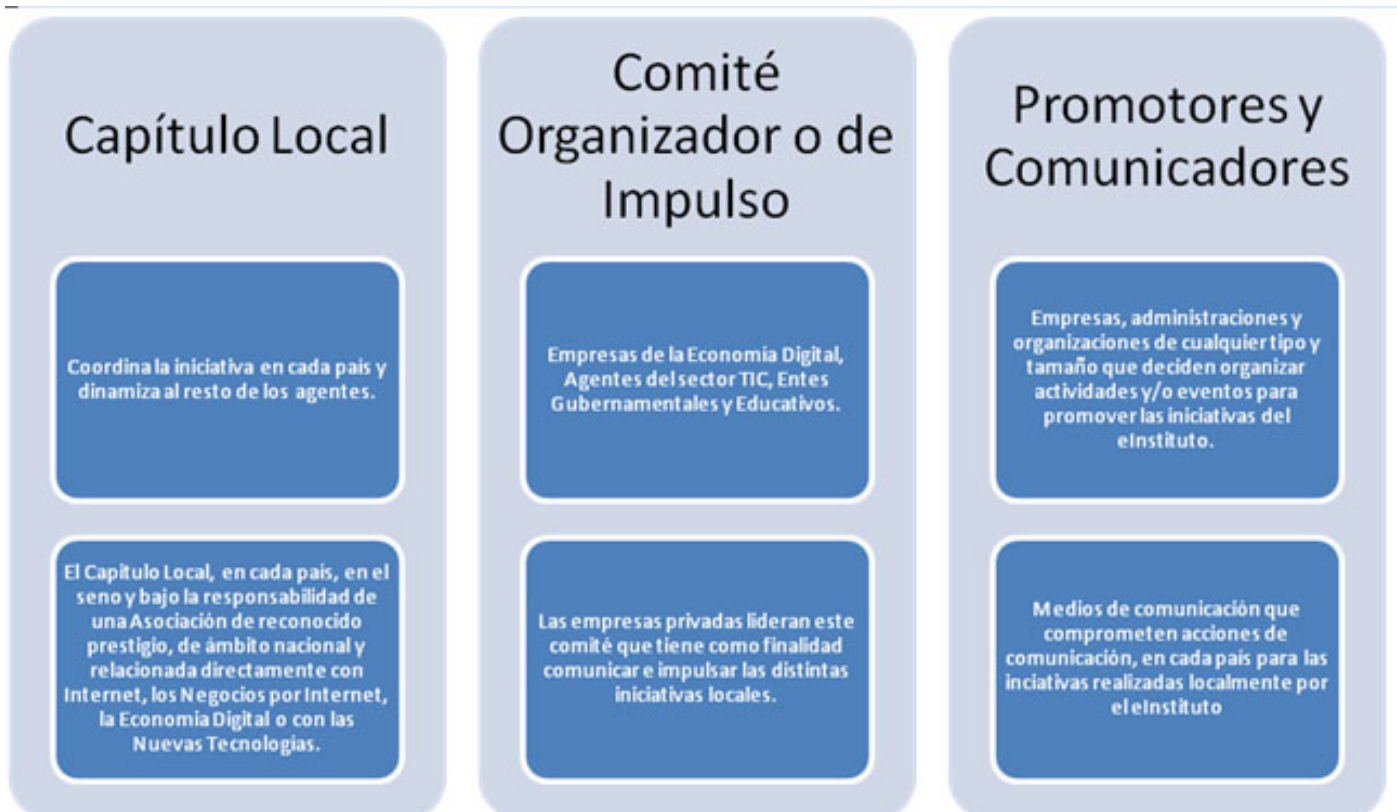 Capítulo Local
Coordina la iniciativa en cada país y
dinamiza al resto de los agentes.
El Capitulo Local, en cada país, en el
seno y bajo la responsabilidad de
una Asociación de reconocido
prestigio, de ámbito nacional y
relacionada directamente con
Internet, los Negocios por Internet,
la Economia Digital o con las
Nuevas Tecnologias.
Comité
Organizador o de
Impulso
Empresas de la Economia Digital,
Agentes del sector TIC, Entes
Gubernamentales y Educativos.
Las empresas privadas lideran este
comité que tiene como finalidad
comunicar e impulsar las distintas
iniciativas locales.
Promotores y
Comunicadores
Empresas, administraciones y
organizaciones de cualquier tipo y
tamaño que deciden organizar
actividades y/o eventos para
promover las iniciativas del
eInstituto.
Medios de comunicación que
comprometen acciones de
comunicación, en cada país para las
inciativas realizadas localmente por
el eInstituto